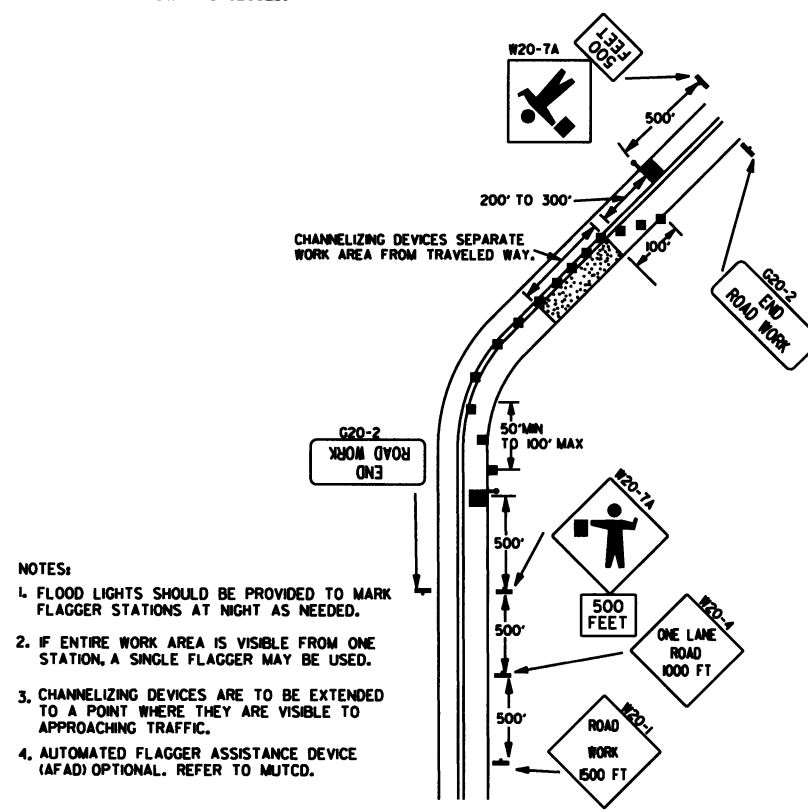 500
FEET
W20-7A
500'
200' TO 300'
CHANNELIZING DEVICES SEPARATE
WORK AREA FROM TRAVELED WAY.
100'
G20-2
END
ROAD WORK
50'MIN
TO 100' MAX
G20-2
END
ROAD WORK
W20-7A
500'
500
FEET
500'
W20-4
ONE LANE
ROAD
1000 FT
500'
W20-1
ROAD
WORK
1500 FT
NOTES:
1. FLOOD LIGHTS SHOULD BE PROVIDED TO MARK
FLAGGER STATIONS AT NIGHT AS NEEDED.
2. IF ENTIRE WORK AREA IS VISIBLE FROM ONE
STATION, A SINGLE FLAGGER MAY BE USED.
3. CHANNELIZING DEVICES ARE TO BE EXTENDED
TO A POINT WHERE THEY ARE VISIBLE TO
APPROACHING TRAFFIC.
4. AUTOMATED FLAGGER ASSISTANCE DEVICE
(AFAD) OPTIONAL. REFER TO MUTCD.